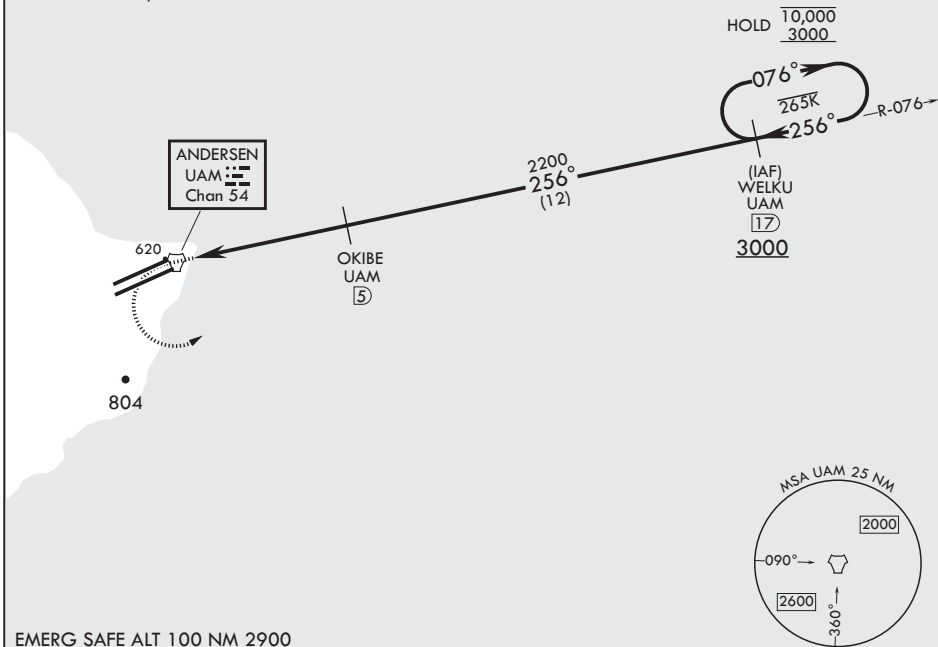 HOLD 10,000
3000
076°
265K
256°
R-076
ANDERSEN
UAM
Chan 54
2200
256°
(12)
(IAF)
WELKU
UAM
17
3000
620
OKIBE
UAM
5
804
MSA UAM 25 NM
2000
090°
2600
360°
EMERG SAFE ALT 100 NM 2900